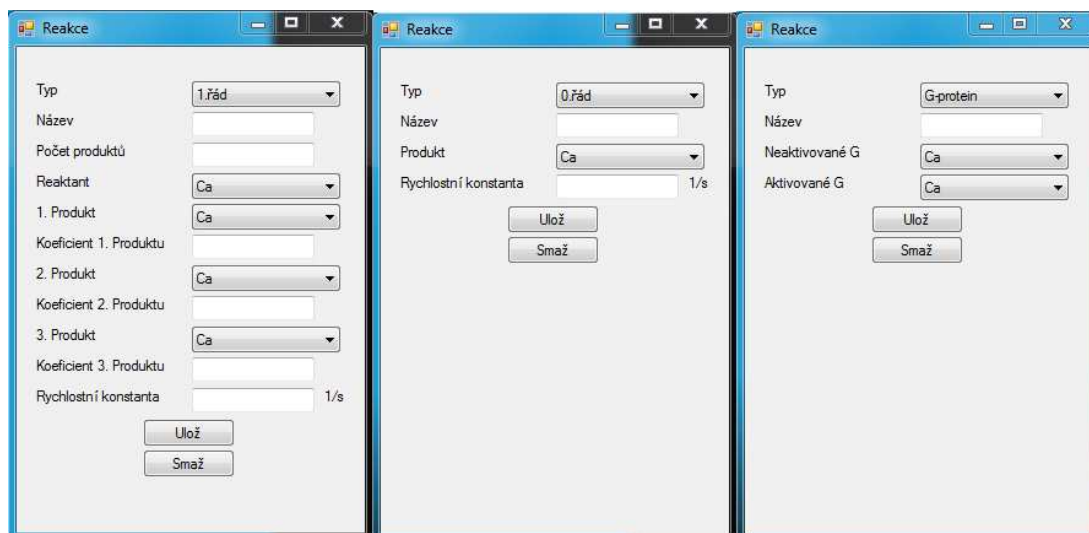 Reakce
Typ 1.řád
Název
Počet produktů
Reaktant Ca
1. Produkt Ca
Koeficient 1. Produktu
2. Produkt Ca
Koeficient 2. Produktu
3. Produkt Ca
Koeficient 3. Produktu
Rychlostní konstanta 1/s
Ulož
Smaž
Reakce
Typ 0.řád
Název
Produkt Ca
Rychlostní konstanta 1/s
Ulož
Smaž
Reakce
Typ G-protein
Název
Neaktivované G Ca
Aktivované G Ca
Ulož
Smaž